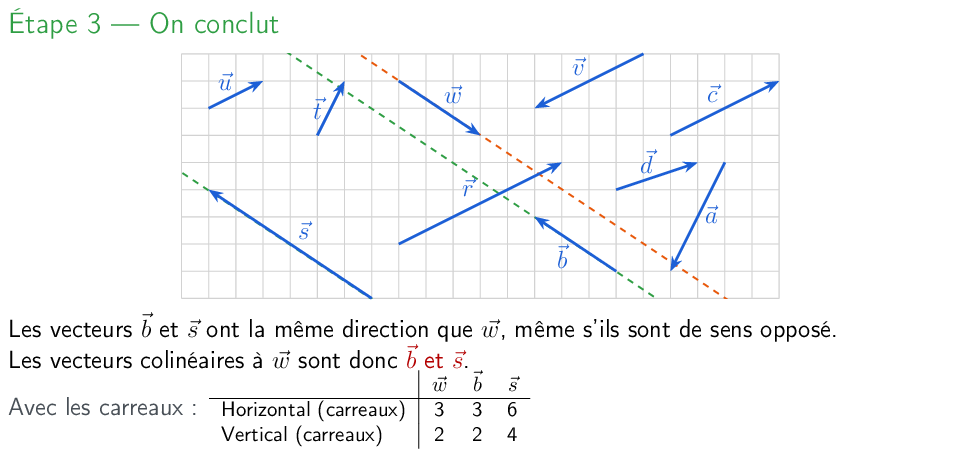 Étape 3 — On conclut
u⃗
t⃗
w⃗
v⃗
c⃗
r⃗
d⃗
a⃗
s⃗
b⃗
Les vecteurs b⃗ et s⃗ ont la même direction que w⃗, même s'ils sont de sens opposé.
Les vecteurs colinéaires à w⃗ sont donc b⃗ et s⃗.
w⃗ b⃗ s⃗
Avec les carreaux : Horizontal (carreaux) 3 3 6
Vertical (carreaux) 2 2 4